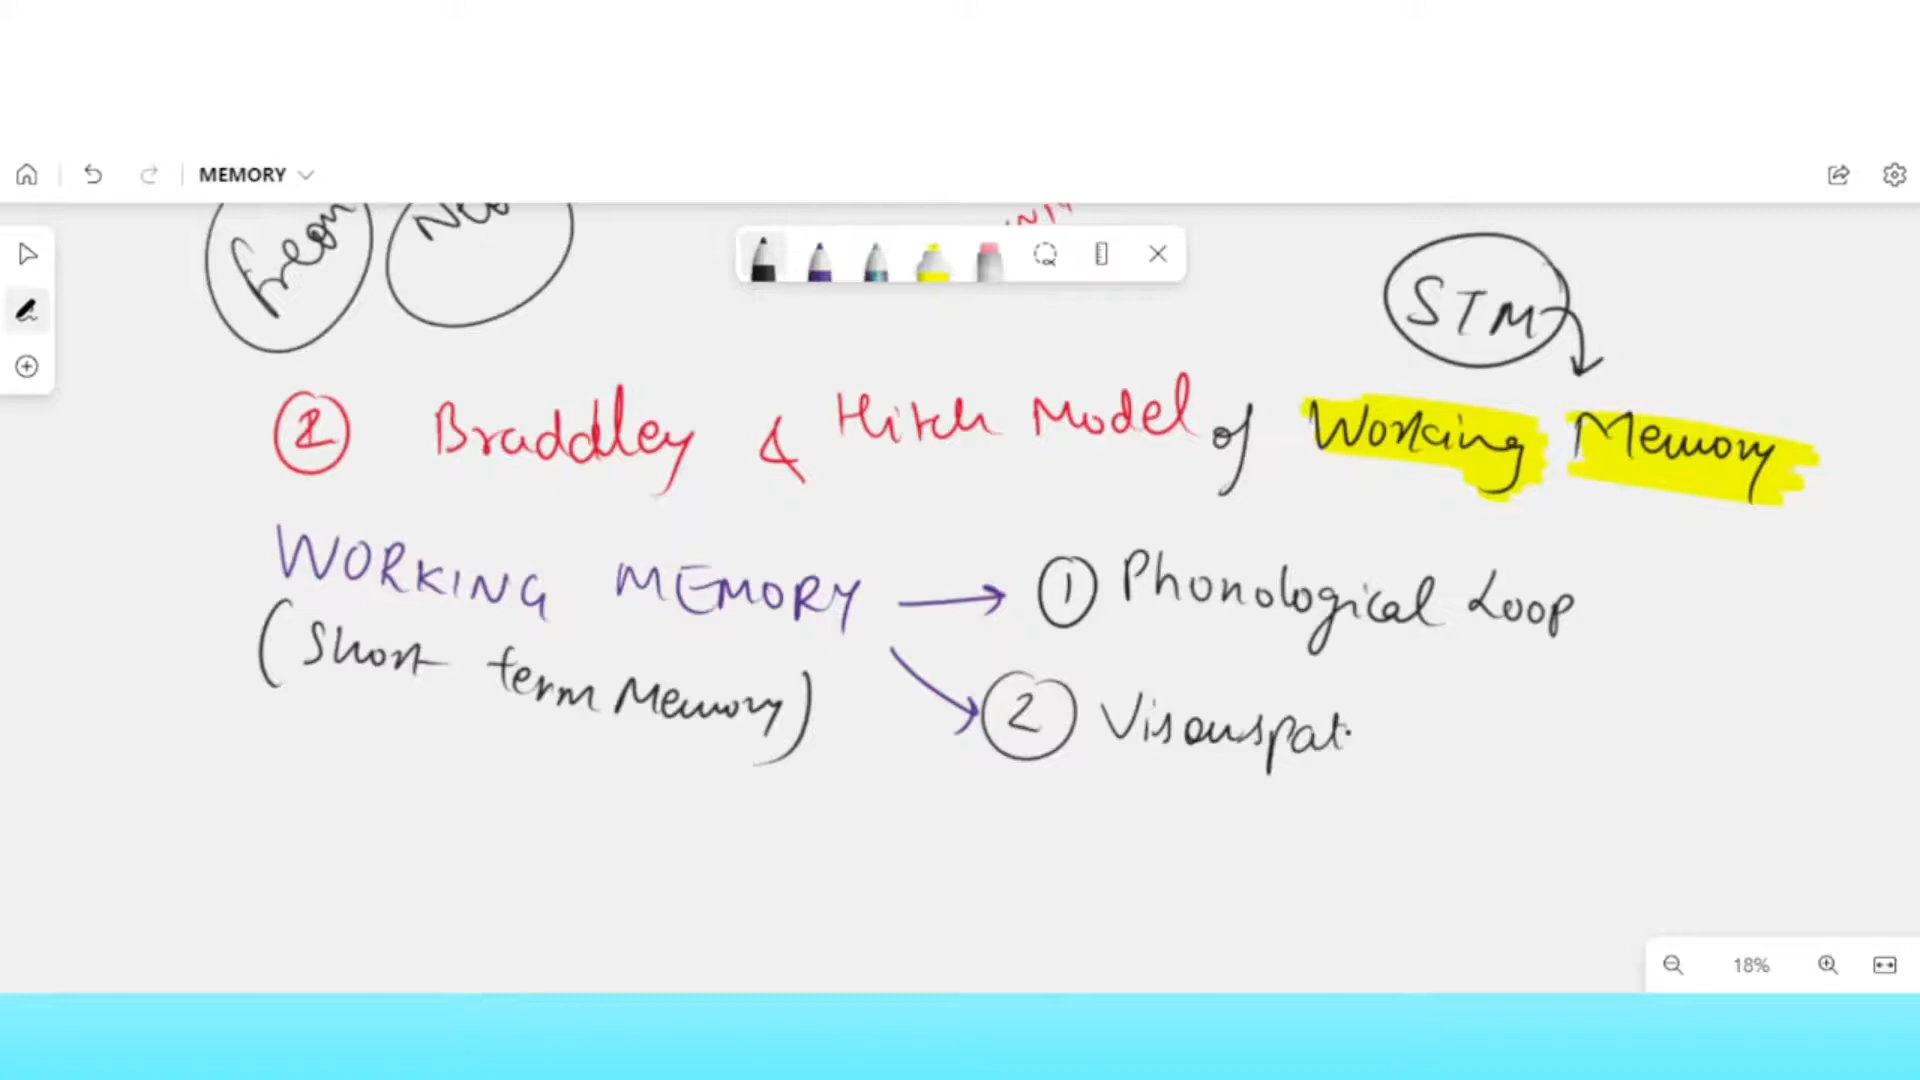 MEMORY
STM
2 Braddley & Hitch Model of Working Memory
WORKING MEMORY → 1 Phonological Loop
(Short term Memory)
2 Visouspat
18%